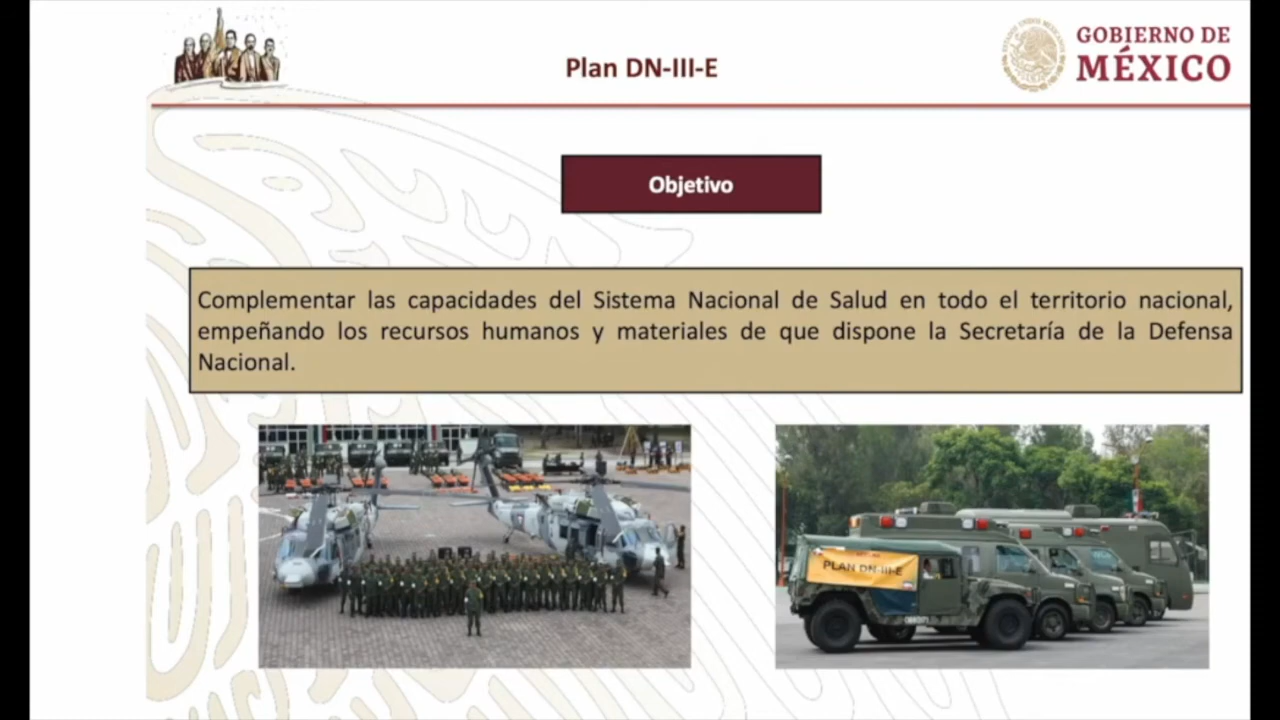 Plan DN-III-E
GOBIERNO DE
MÉXICO
Objetivo
Complementar las capacidades del Sistema Nacional de Salud en todo el territorio nacional,
empeñando los recursos humanos y materiales de que dispone la Secretaría de la Defensa
Nacional.
PLAN DN-III-E